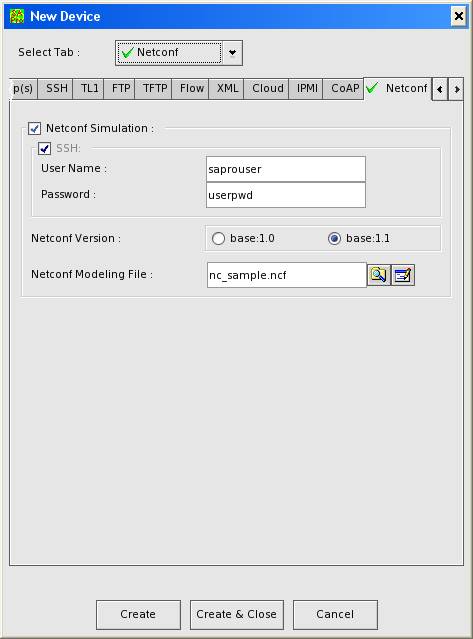 New Device
Select Tab : Netconf
p(s) SSH TL1 FTP TFTP Flow XML Cloud IPMI CoAP Netconf
Netconf Simulation :
SSH:
User Name : saprouser
Password : userpwd
Netconf Version : base:1.0 base:1.1
Netconf Modeling File : nc_sample.ncf
Create Create & Close Cancel